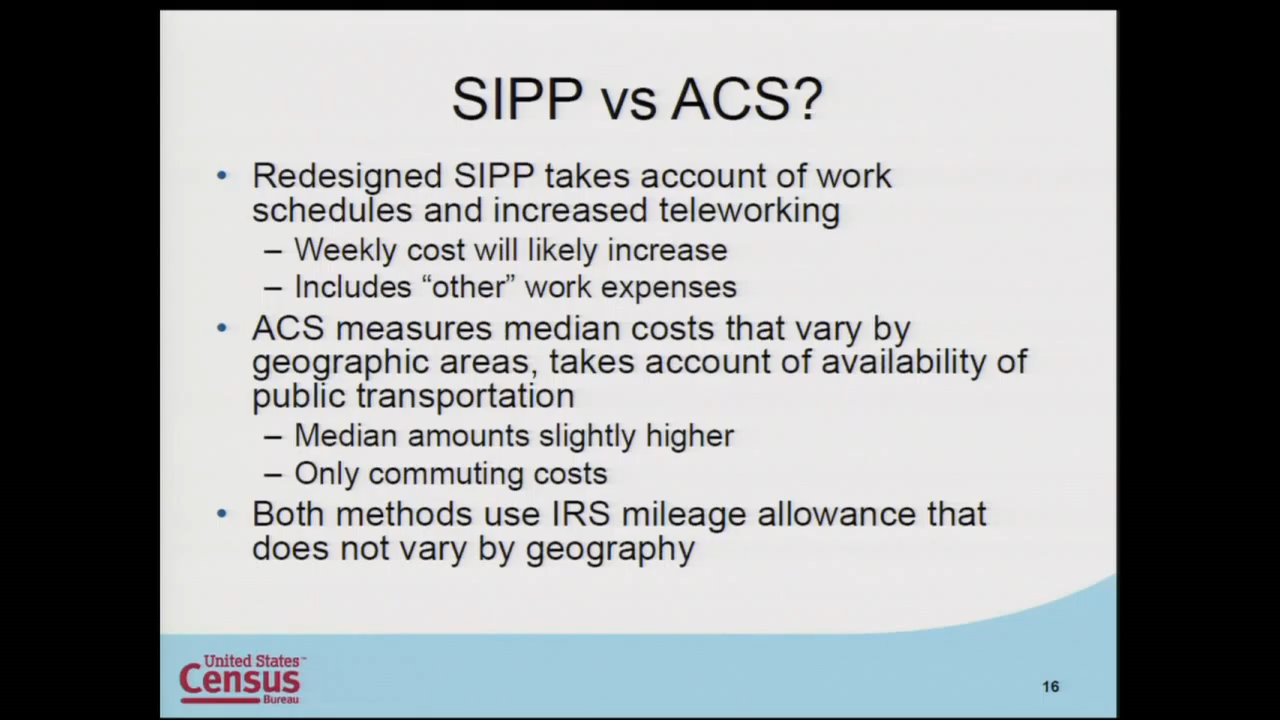 SIPP vs ACS?
• Redesigned SIPP takes account of work
schedules and increased teleworking
– Weekly cost will likely increase
– Includes “other” work expenses
• ACS measures median costs that vary by
geographic areas, takes account of availability of
public transportation
– Median amounts slightly higher
– Only commuting costs
• Both methods use IRS mileage allowance that
does not vary by geography
United States™
Census
Bureau
16